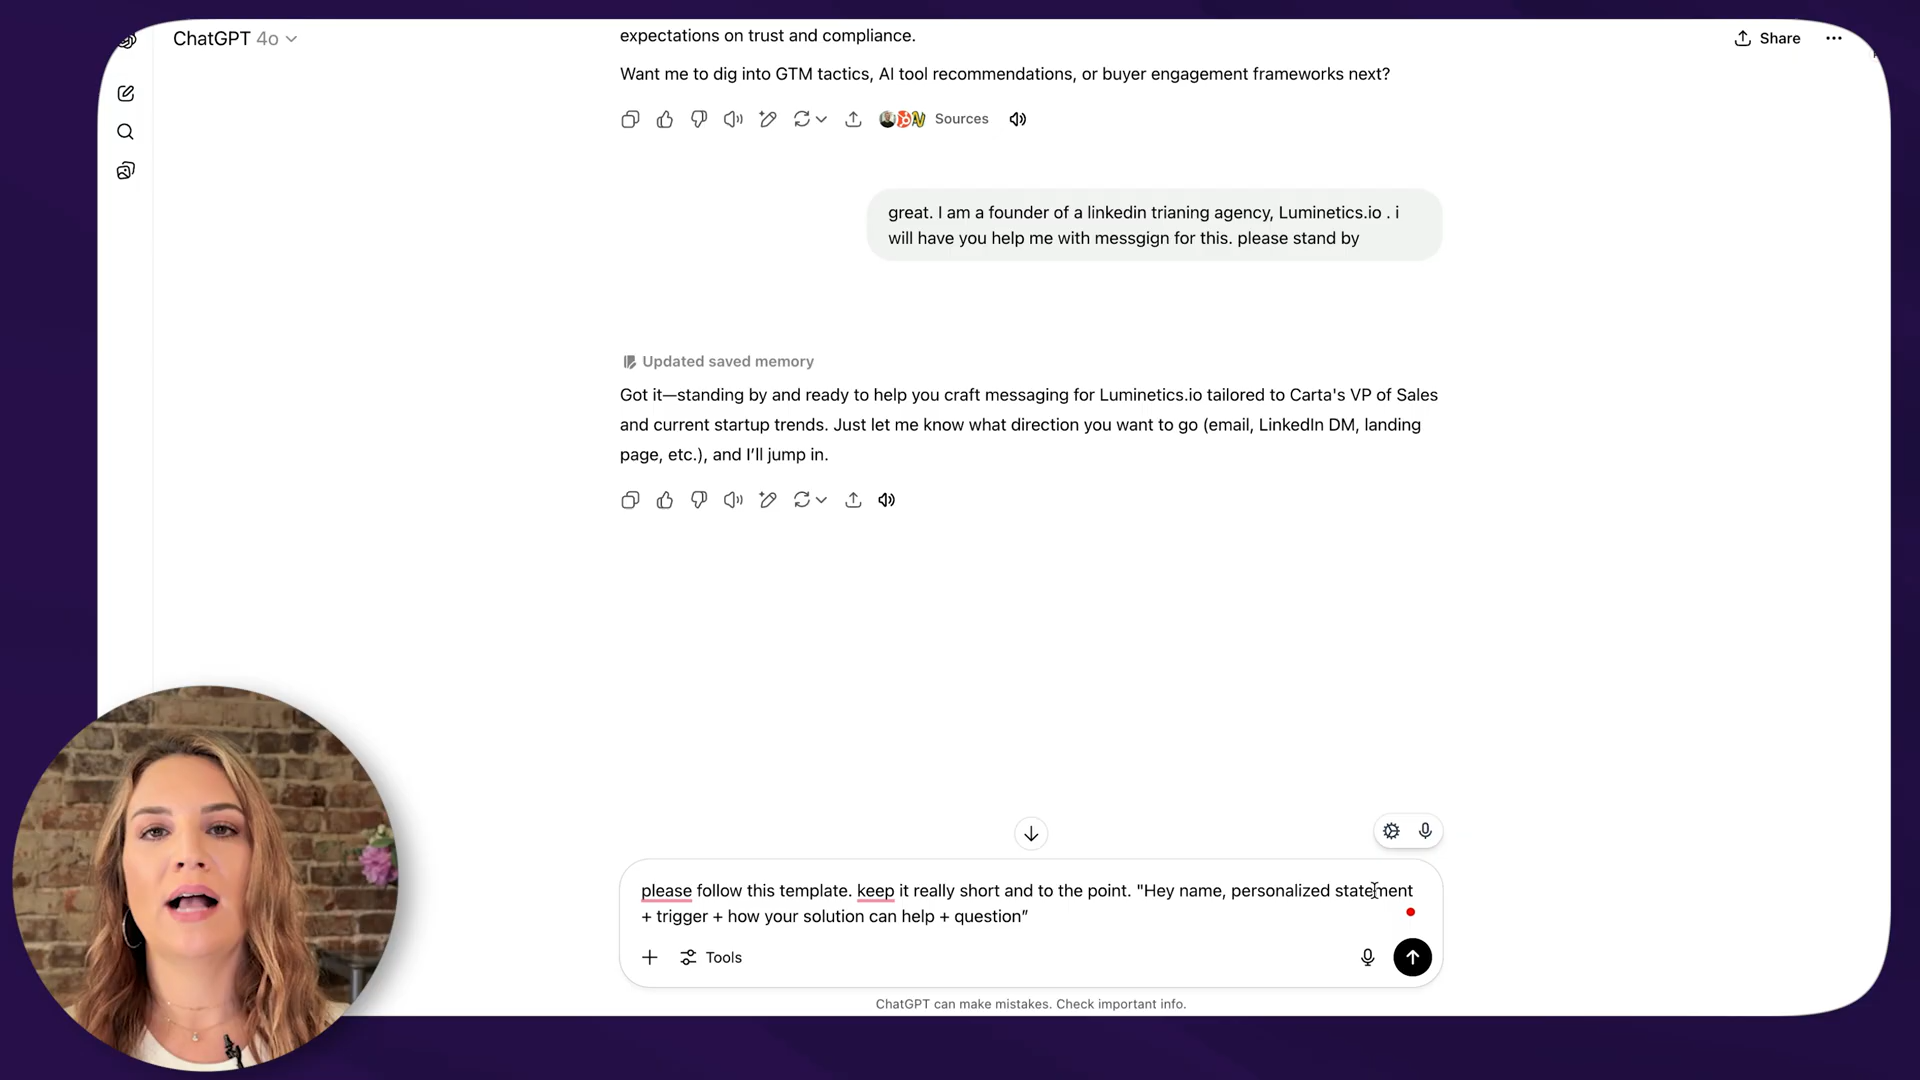 ChatGPT 4o
Share
expectations on trust and compliance.
Want me to dig into GTM tactics, AI tool recommendations, or buyer engagement frameworks next?
Sources
great. I am a founder of a linkedin trianing agency, Luminetics.io . i
will have you help me with messgign for this. please stand by
Updated saved memory
Got it—standing by and ready to help you craft messaging for Luminetics.io tailored to Carta's VP of Sales
and current startup trends. Just let me know what direction you want to go (email, LinkedIn DM, landing
page, etc.), and I’ll jump in.
please follow this template. keep it really short and to the point. "Hey name, personalized statement
+ trigger + how your solution can help + question”
Tools
ChatGPT can make mistakes. Check important info.